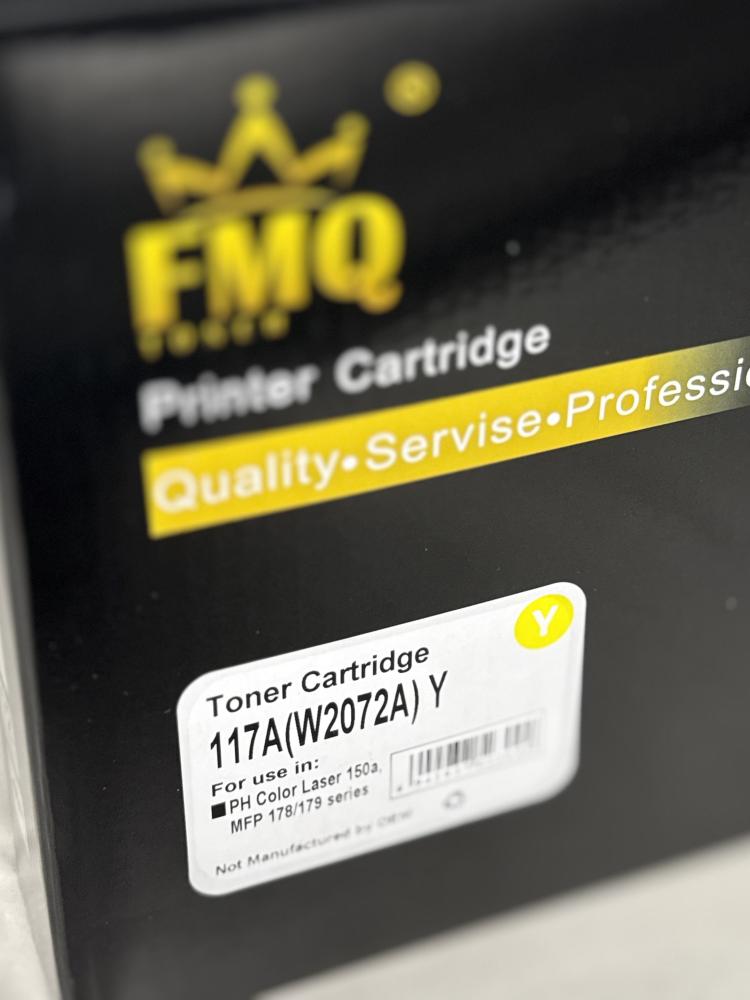 FMQ
TONER
Printer Cartridge
Quality•Servise•Professi
Y
Toner Cartridge
117A(W2072A) Y
For use in:
■PH Color Laser 150a,
MFP 178/179 series
Not Manufactured by OEM